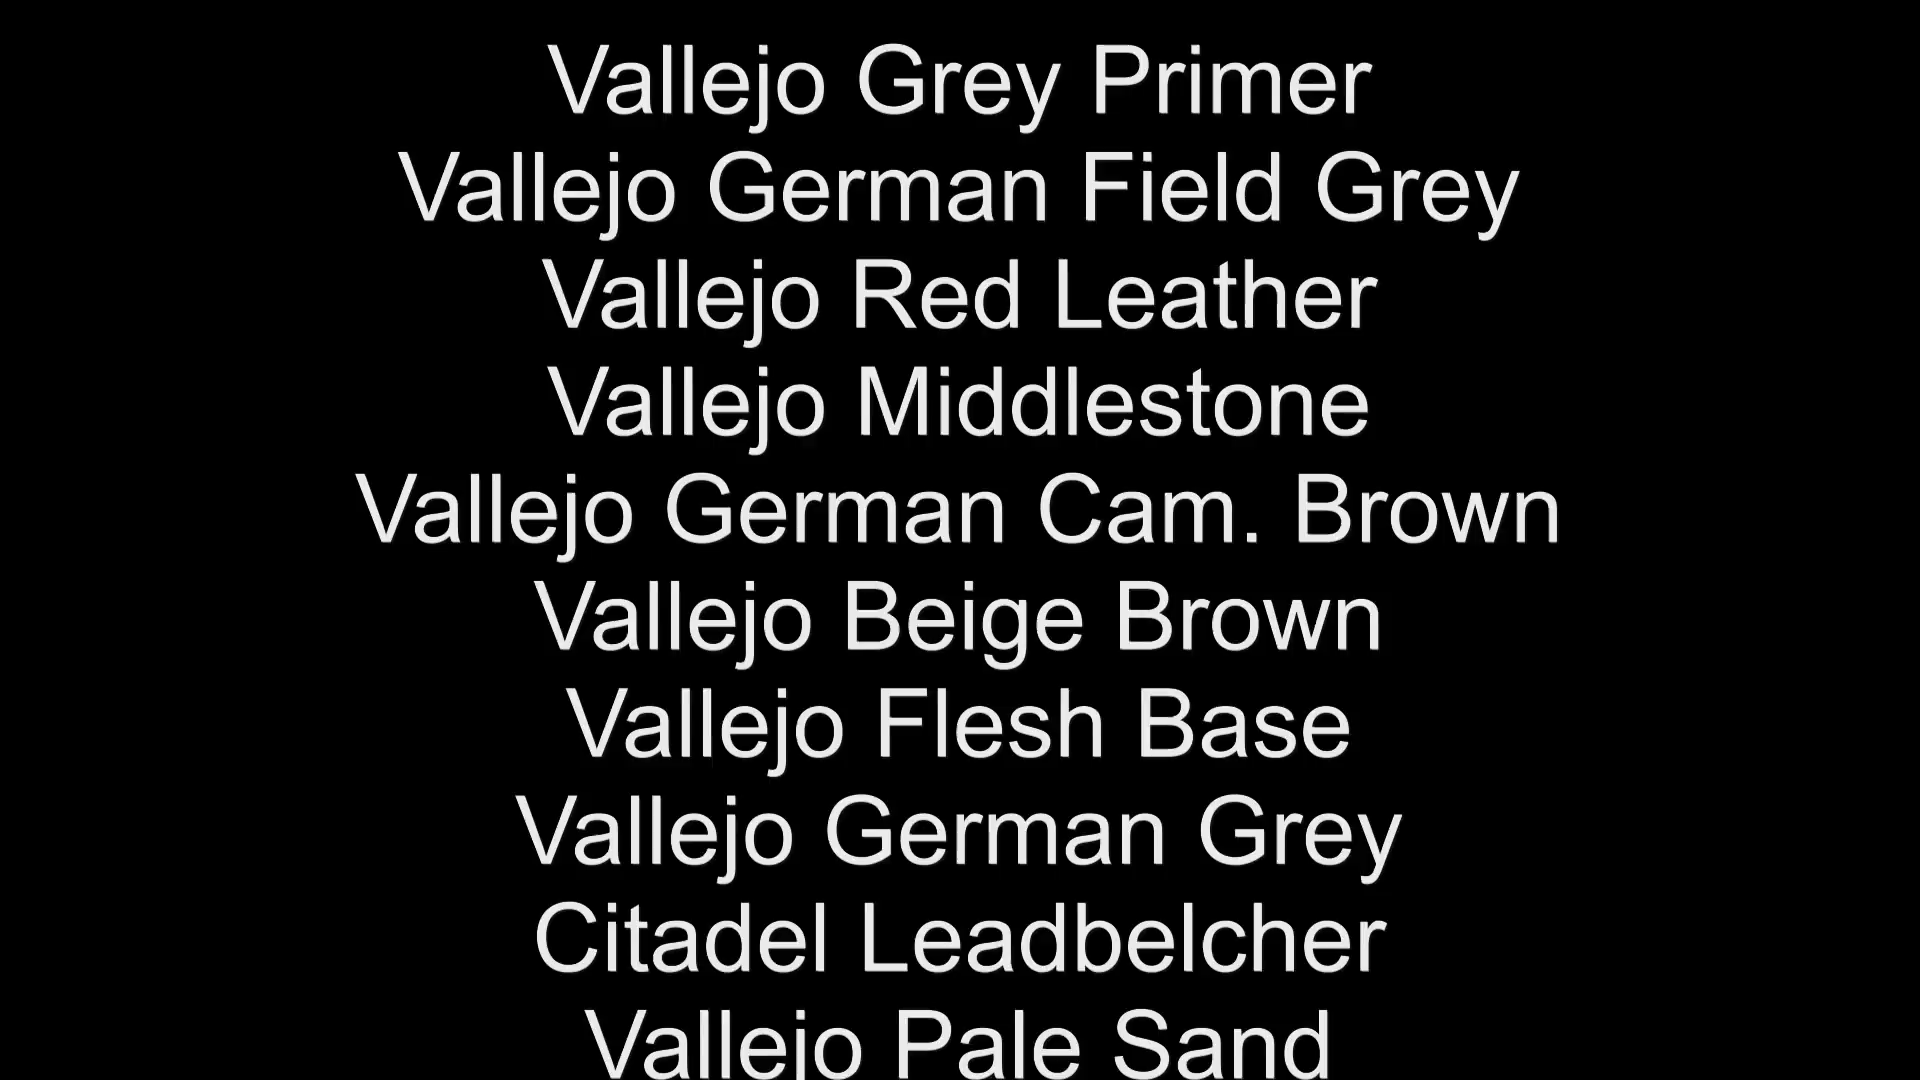 Vallejo Grey Primer
Vallejo German Field Grey
Vallejo Red Leather
Vallejo Middlestone
Vallejo German Cam. Brown
Vallejo Beige Brown
Vallejo Flesh Base
Vallejo German Grey
Citadel Leadbelcher
Vallejo Pale Sand